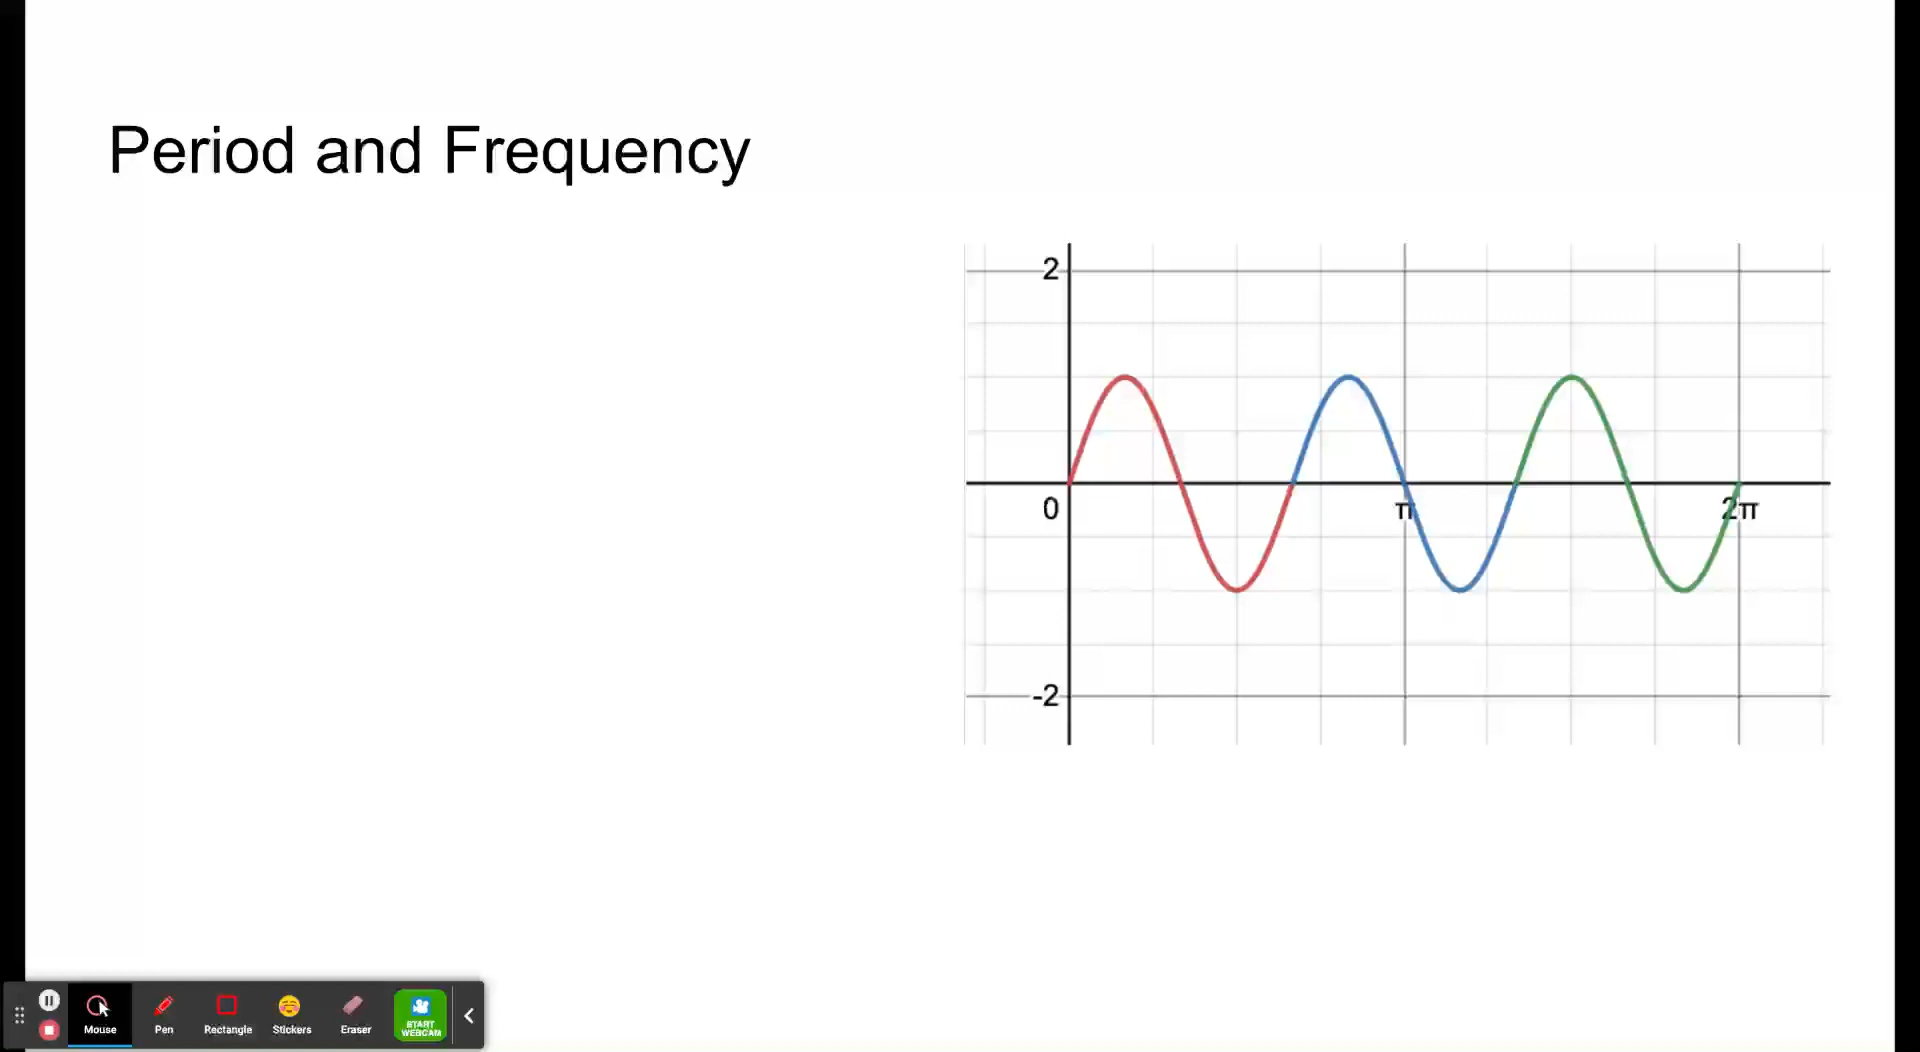 Period and Frequency
2
0
π
2π
-2
Mouse
Pen
Rectangle
Stickers
Eraser
START
WEBCAM